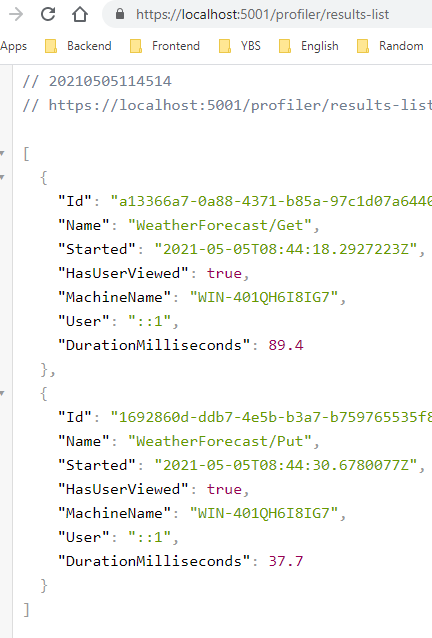 https://localhost:5001/profiler/results-list
Apps Backend Frontend YBS English Random
// 20210505114514
// https://localhost:5001/profiler/results-list
[
{
"Id": "a13366a7-0a88-4371-b85a-97c1d07a6440
"Name": "WeatherForecast/Get",
"Started": "2021-05-05T08:44:18.2927223Z",
"HasUserViewed": true,
"MachineName": "WIN-401QH6I8IG7",
"User": "::1",
"DurationMilliseconds": 89.4
},
{
"Id": "1692860d-ddb7-4e5b-b3a7-b759765535f8
"Name": "WeatherForecast/Put",
"Started": "2021-05-05T08:44:30.6780077Z",
"HasUserViewed": true,
"MachineName": "WIN-401QH6I8IG7",
"User": "::1",
"DurationMilliseconds": 37.7
}
]